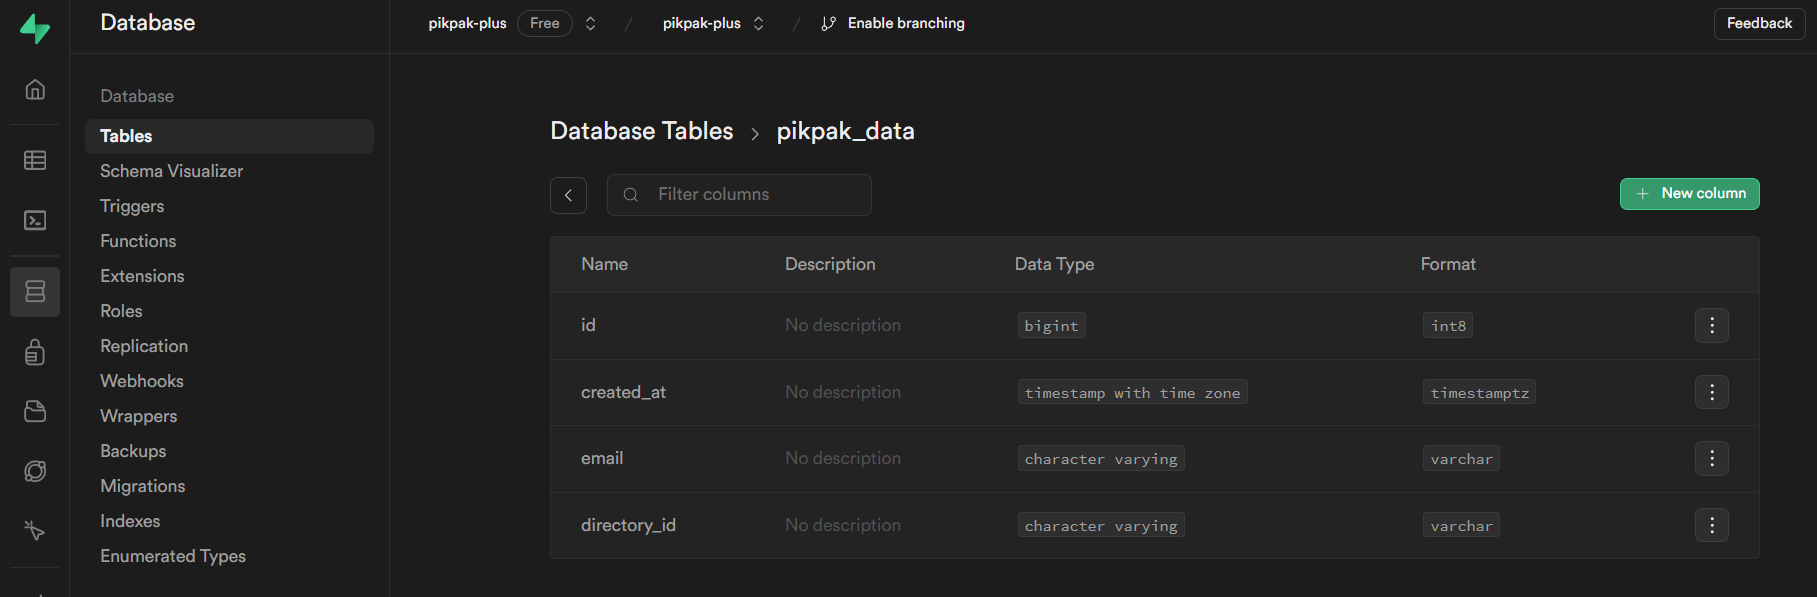 Database
pikpak-plus Free / pikpak-plus / Enable branching
Feedback
Database
Tables
Schema Visualizer
Triggers
Functions
Extensions
Roles
Replication
Webhooks
Wrappers
Backups
Migrations
Indexes
Enumerated Types
Database Tables > pikpak_data
Filter columns
+ New column
Name Description Data Type Format
id No description bigint int8
created_at No description timestamp with time zone timestamptz
email No description character varying varchar
directory_id No description character varying varchar